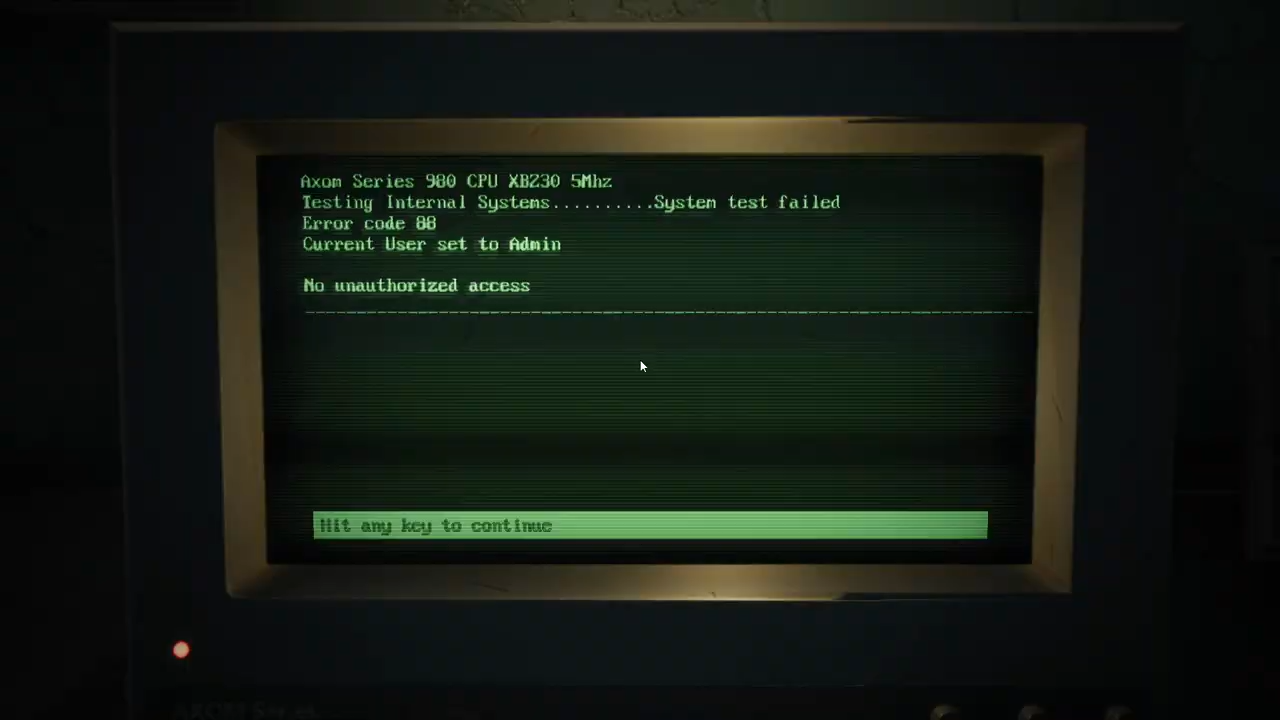 Axom Series 980 CPU XB230 5Mhz
Testing Internal Systems..........System test failed
Error code 88
Current User set to Admin
No unauthorized access
Hit any key to continue